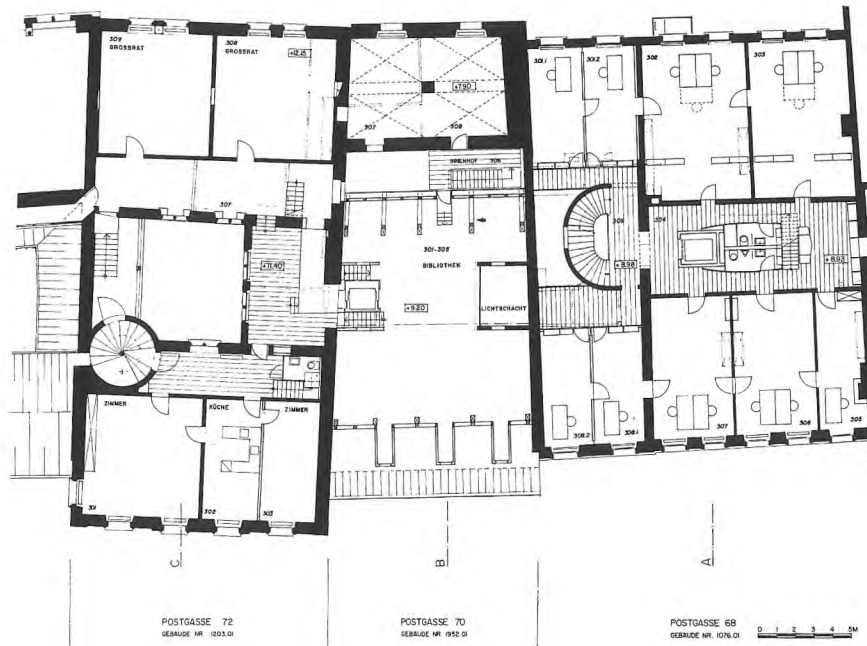 309
GROSSRAT
308
GROSSRAT
+12.15
307
+11.40
ZIMMER
301
KÜCHE
302
ZIMMER
303
+7.90
307
308
INNENHOF 306
301-305
BIBLIOTHEK
+9.20
LICHTSCHACHT
301.1
301.2
302
303
309
304
+8.98
+8.93
308.2
308.1
307
306
305
C
B
A
POSTGASSE 72
GEBÄUDE NR. 1203.01
POSTGASSE 70
GEBÄUDE NR. 1952.01
POSTGASSE 68
GEBÄUDE NR. 1076.01
0 1 2 3 4 5M